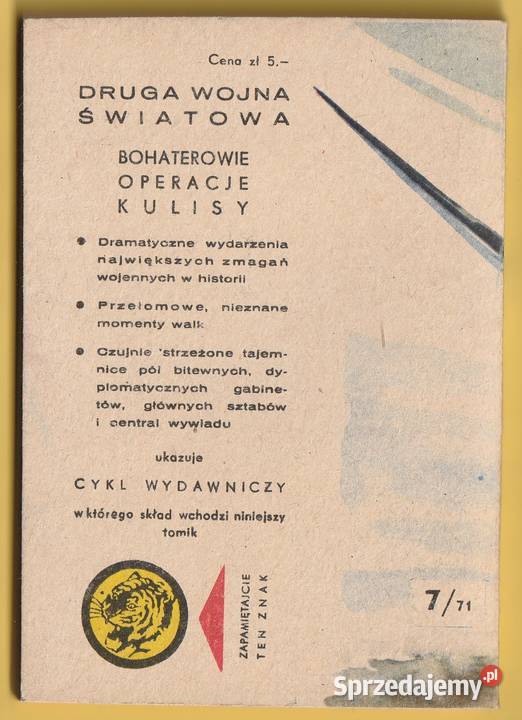 Cena zł 5.–
DRUGA WOJNA
ŚWIATOWA
BOHATEROWIE
OPERACJE
KULISY
● Dramatyczne wydarzenia
największych zmagań
wojennych w historii
● Przełomowe, nieznane
momenty walk
● Czujnie strzeżone tajem-
nice pól bitewnych, dy-
plomatycznych gabine-
tów, głównych sztabów
i central wywiadu
ukazuje
CYKL WYDAWNICZY
w którego skład wchodzi niniejszy
tomik
ZAPAMIĘTAJCIE
TEN ZNAK
7/71
Sprzedajemy.pl